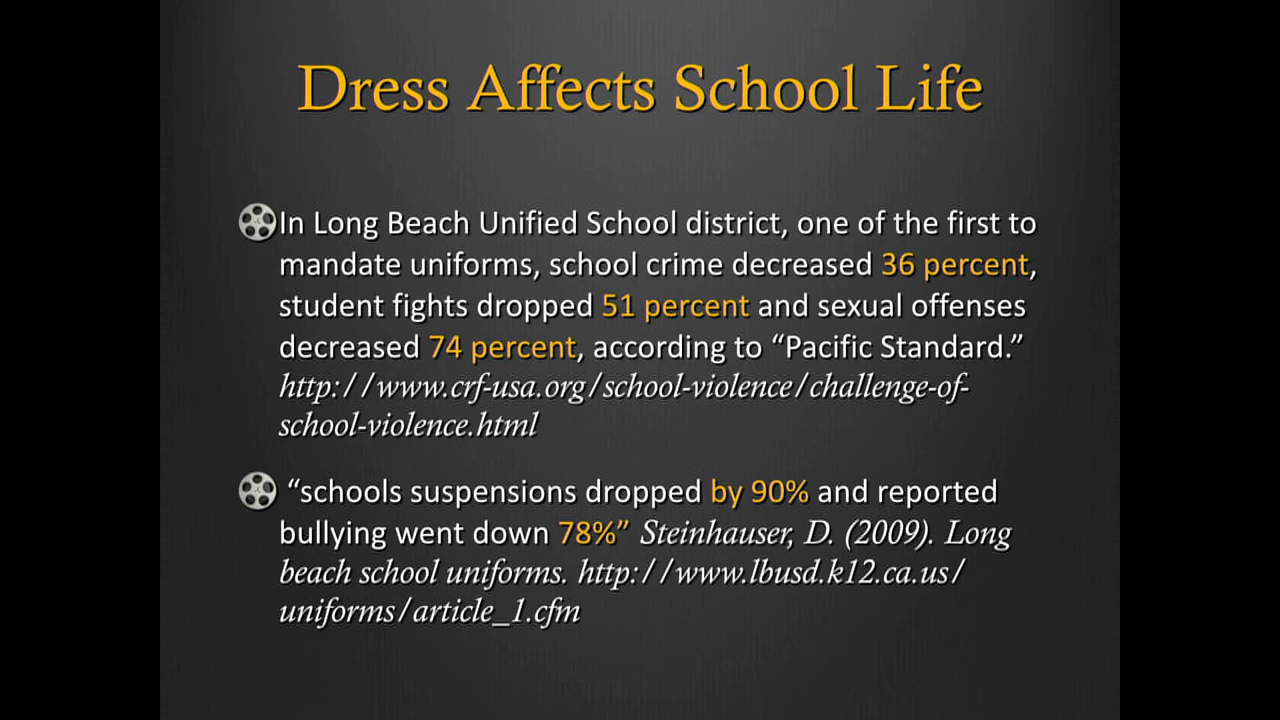 Dress Affects School Life
In Long Beach Unified School district, one of the first to
mandate uniforms, school crime decreased 36 percent,
student fights dropped 51 percent and sexual offenses
decreased 74 percent, according to “Pacific Standard.”
http://www.crf-usa.org/school-violence/challenge-of-
school-violence.html
“schools suspensions dropped by 90% and reported
bullying went down 78%” Steinhauser, D. (2009). Long
beach school uniforms. http://www.lbusd.k12.ca.us/
uniforms/article_1.cfm